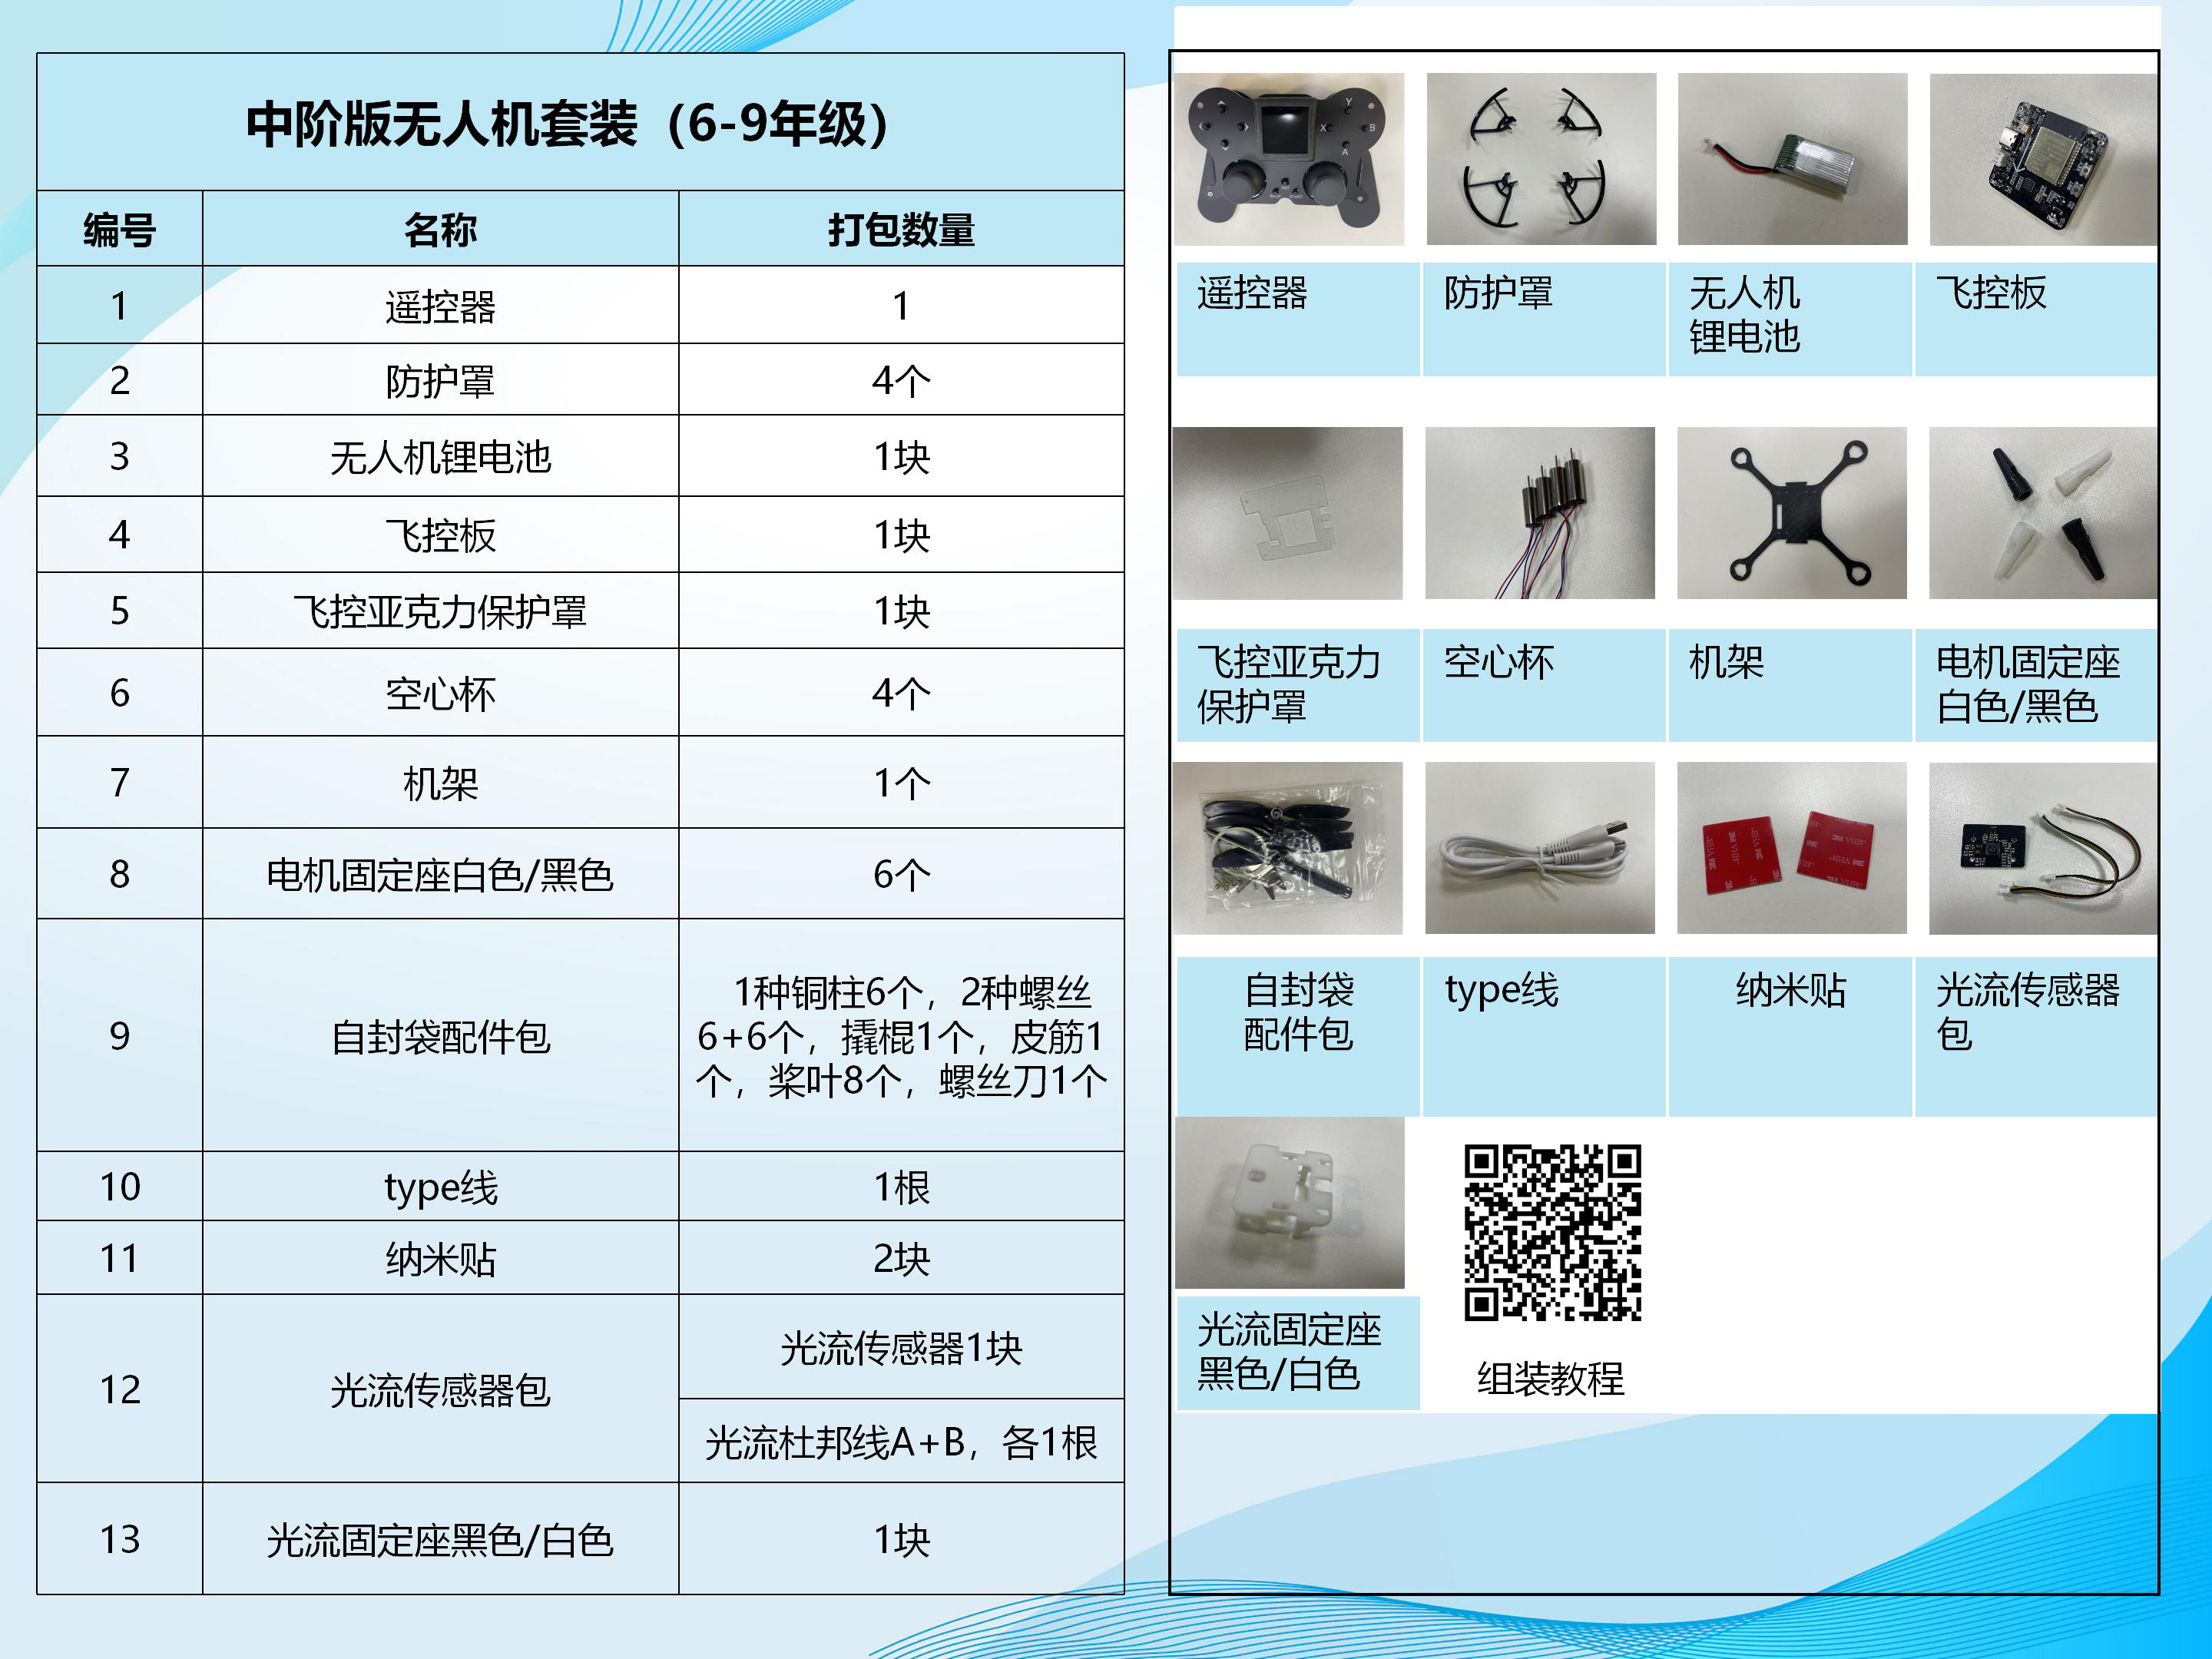 中阶版无人机套装（6-9年级）
编号 名称 打包数量
1 遥控器 1
2 防护罩 4个
3 无人机锂电池 1块
4 飞控板 1块
5 飞控亚克力保护罩 1块
6 空心杯 4个
7 机架 1个
8 电机固定座白色/黑色 6个
9 自封袋配件包
1种铜柱6个，2种螺丝
6+6个，撬棍1个，皮筋1
个，桨叶8个，螺丝刀1个
10 type线 1根
11 纳米贴 2块
12 光流传感器包
光流传感器1块
光流杜邦线A+B，各1根
13 光流固定座黑色/白色 1块
Y
X B
A
遥控器
防护罩
无人机
锂电池
飞控板
飞控亚克力
保护罩
空心杯
机架
电机固定座
白色/黑色
3M VHB
自封袋
配件包
type线
纳米贴
光流传感器
包
光流固定座
黑色/白色
组装教程